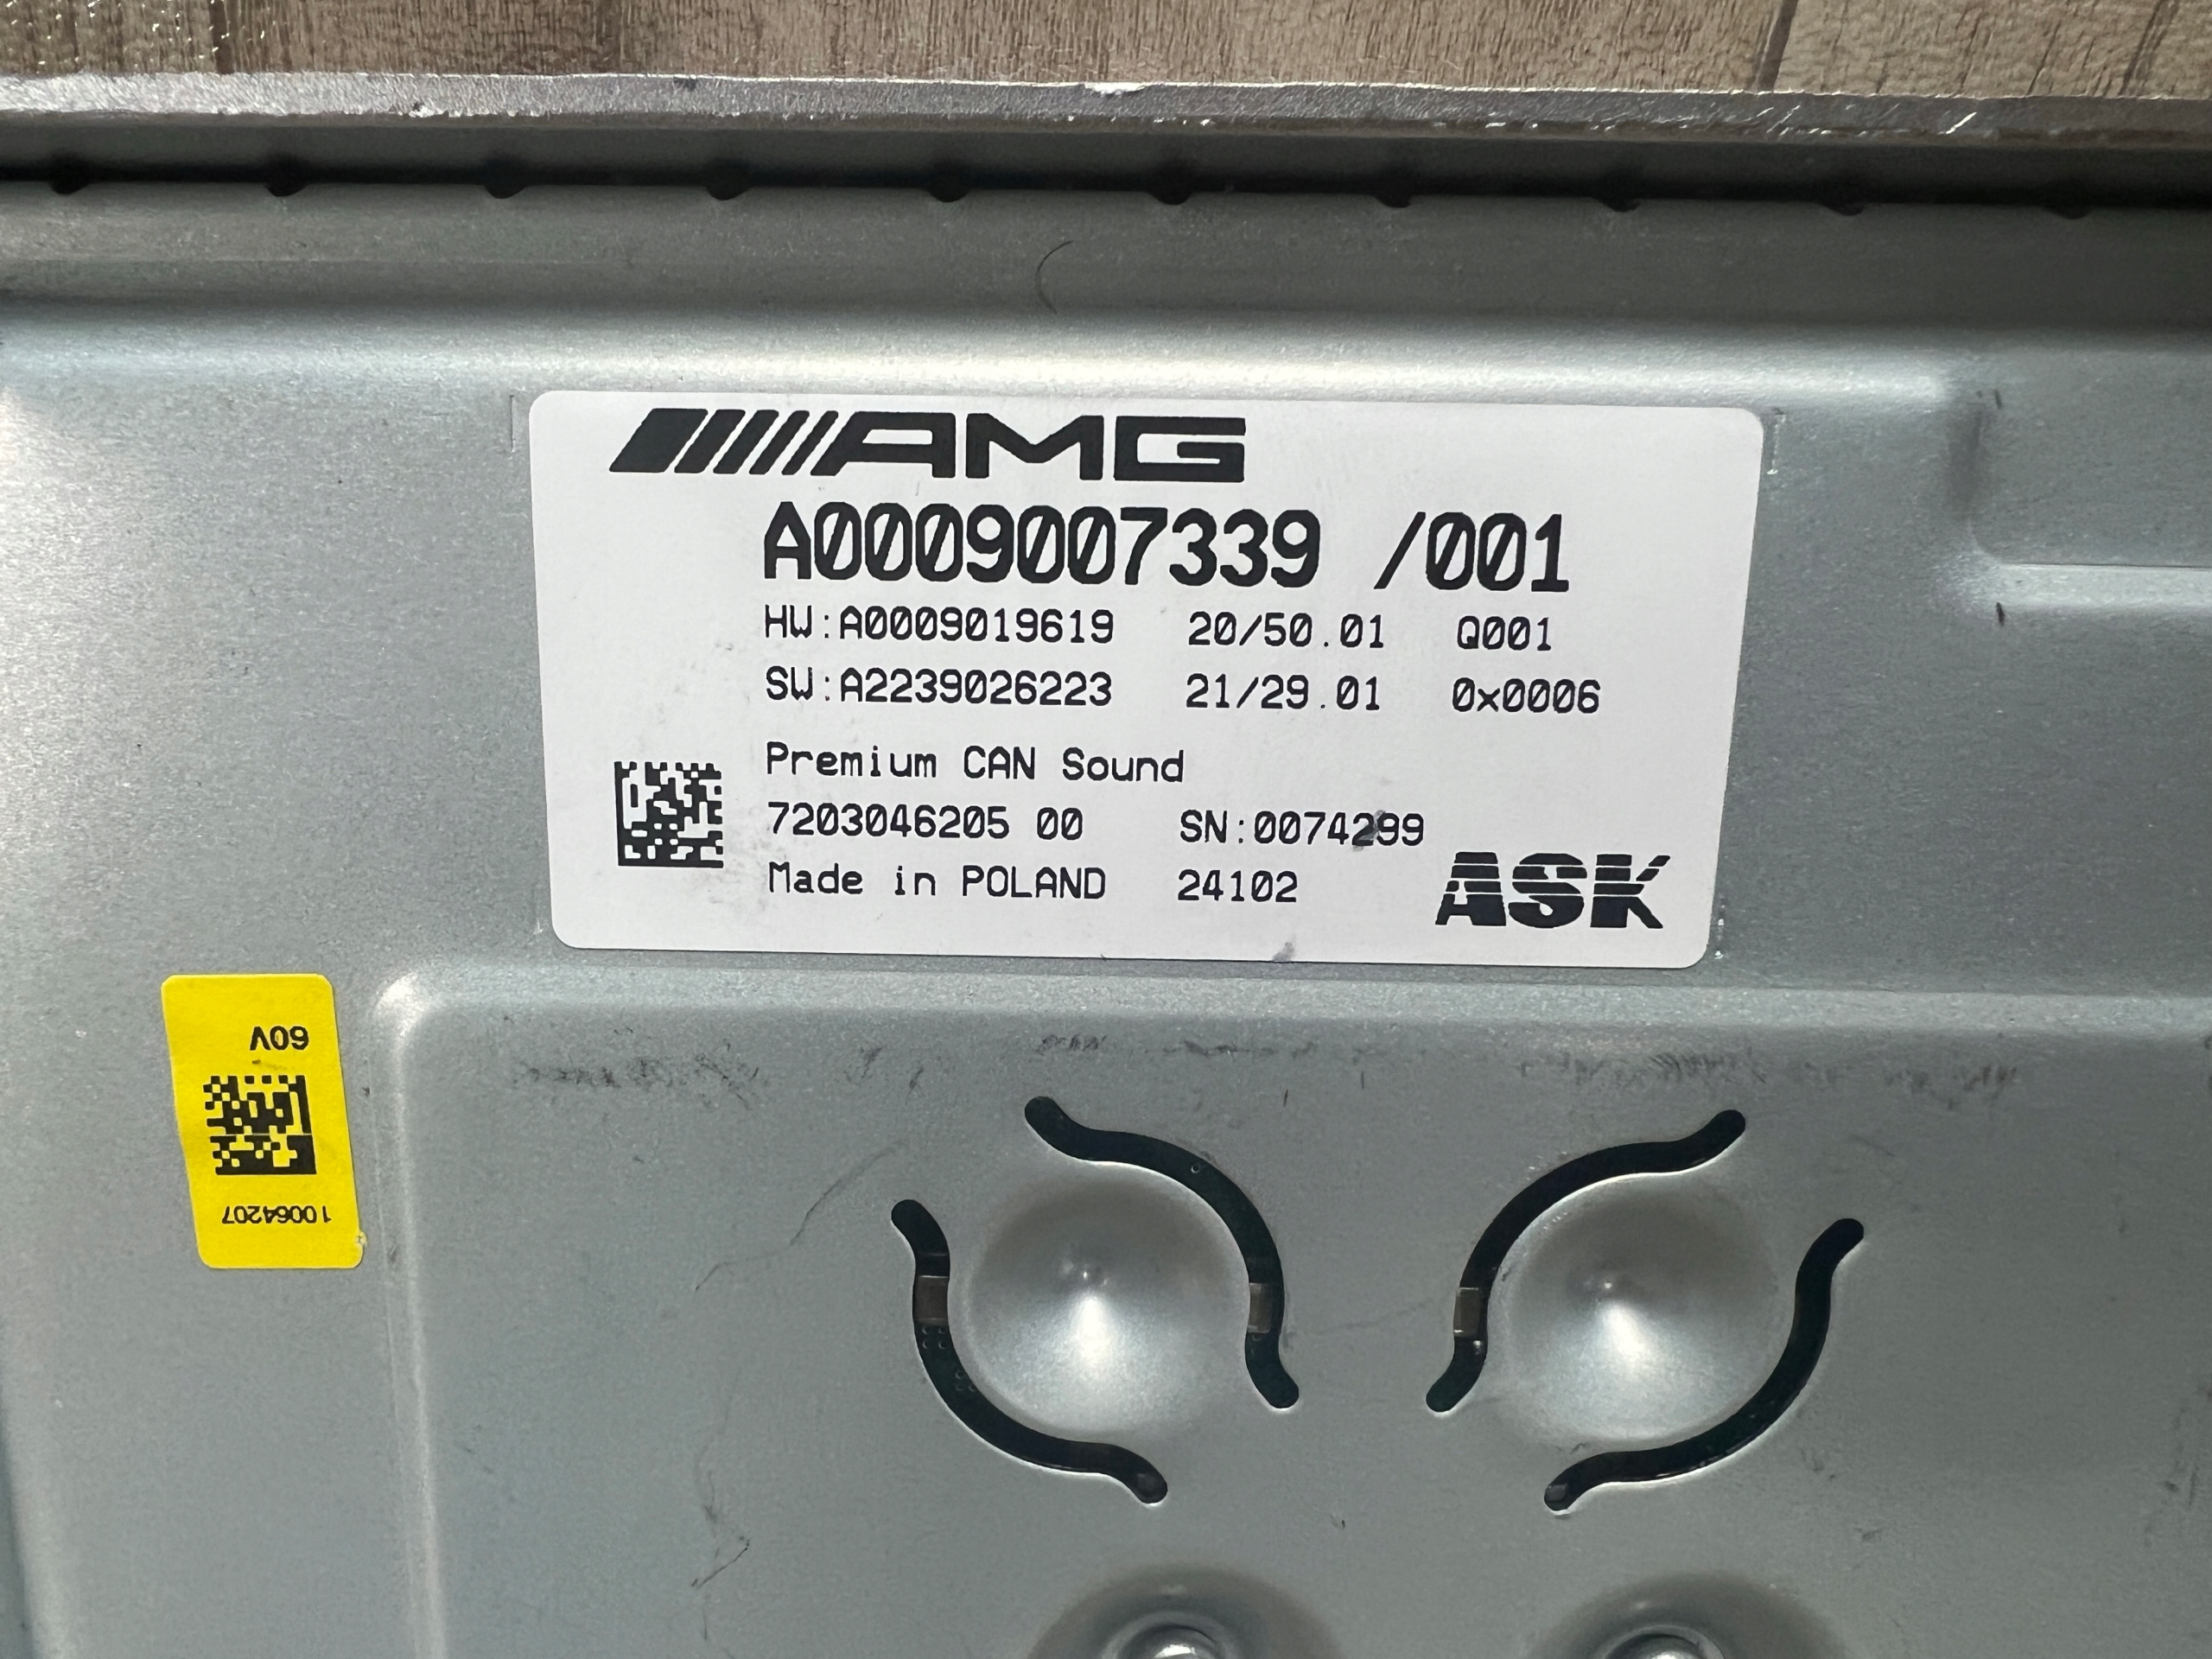 AMG
A0009007339 /001
HW:A0009019619 20/50.01 Q001
SW:A2239026223 21/29.01 0x0006
Premium CAN Sound
7203046205 00 SN:0074299
Made in POLAND 24102
ASK
60V
10064207